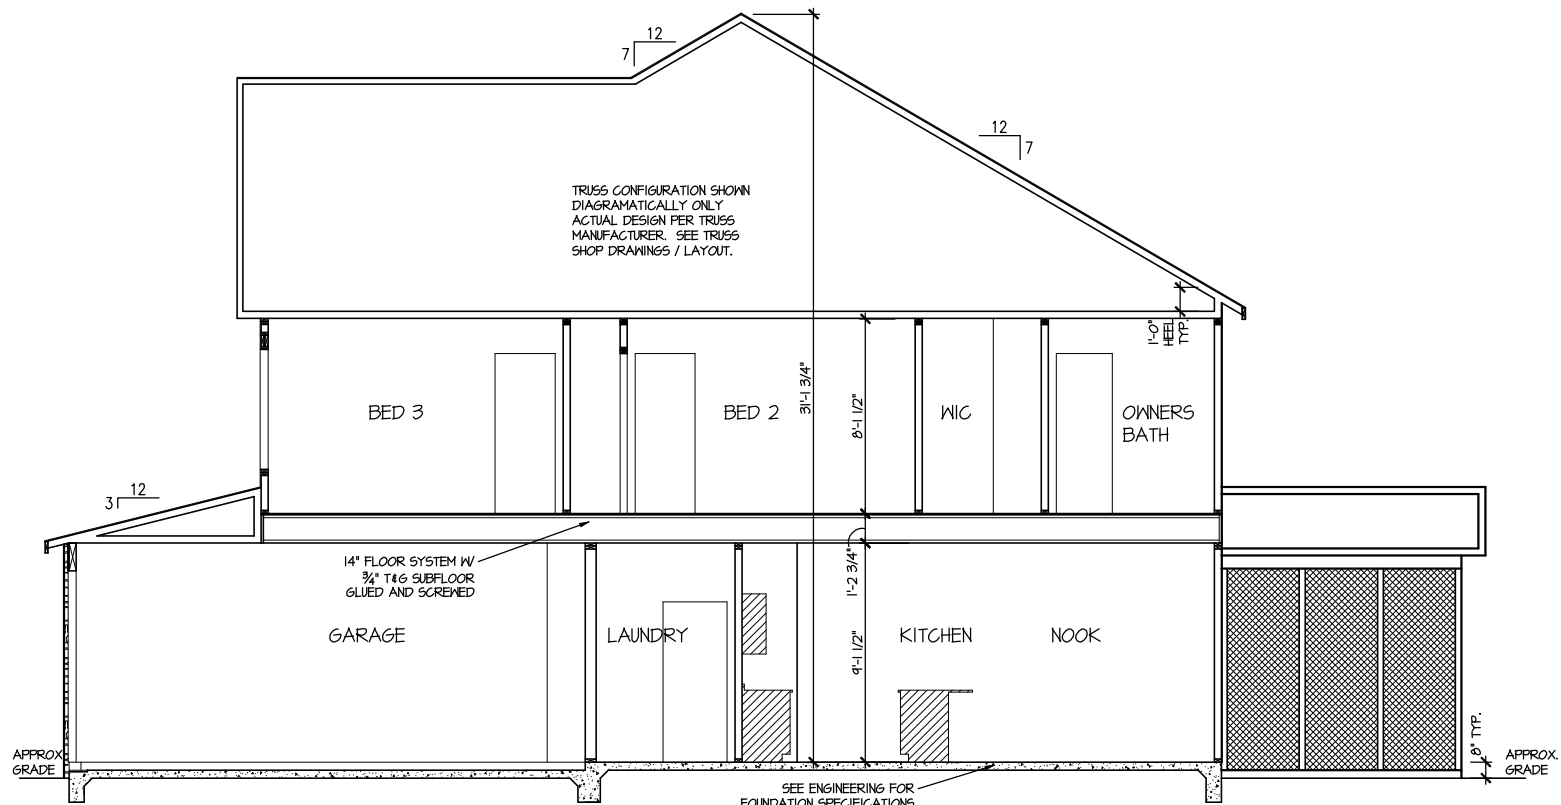 12
7
12
7
TRUSS CONFIGURATION SHOWN
DIAGRAMATICALLY ONLY
ACTUAL DESIGN PER TRUSS
MANUFACTURER. SEE TRUSS
SHOP DRAWINGS / LAYOUT.
1'-0"
HEEL
TYP.
31'-1 3/4"
8'-1 1/2"
BED 3
BED 2
WIC
OWNERS
BATH
12
3
14" FLOOR SYSTEM W/
3/4" T&G SUBFLOOR
GLUED AND SCREWED
1'-2 3/4"
9'-1 1/2"
GARAGE
LAUNDRY
KITCHEN
NOOK
8" TYP.
APPROX.
GRADE
APPROX.
GRADE
SEE ENGINEERING FOR
FOUNDATION SPECIFICATIONS